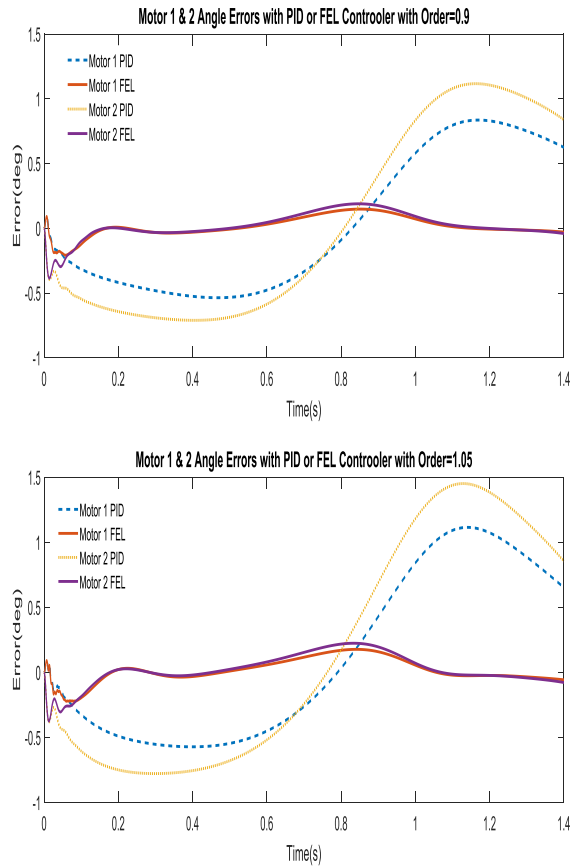 Motor 1 & 2 Angle Errors with PID or FEL Controoler with Order=0.9
1.5
1
0.5
0
-0.5
-1
Error(deg)
Motor 1 PID
Motor 1 FEL
Motor 2 PID
Motor 2 FEL
0 0.2 0.4 0.6 0.8 1 1.2 1.4
Time(s)
Motor 1 & 2 Angle Errors with PID or FEL Controoler with Order=1.05
1.5
1
0.5
0
-0.5
-1
Error(deg)
Motor 1 PID
Motor 1 FEL
Motor 2 PID
Motor 2 FEL
0 0.2 0.4 0.6 0.8 1 1.2 1.4
Time(s)